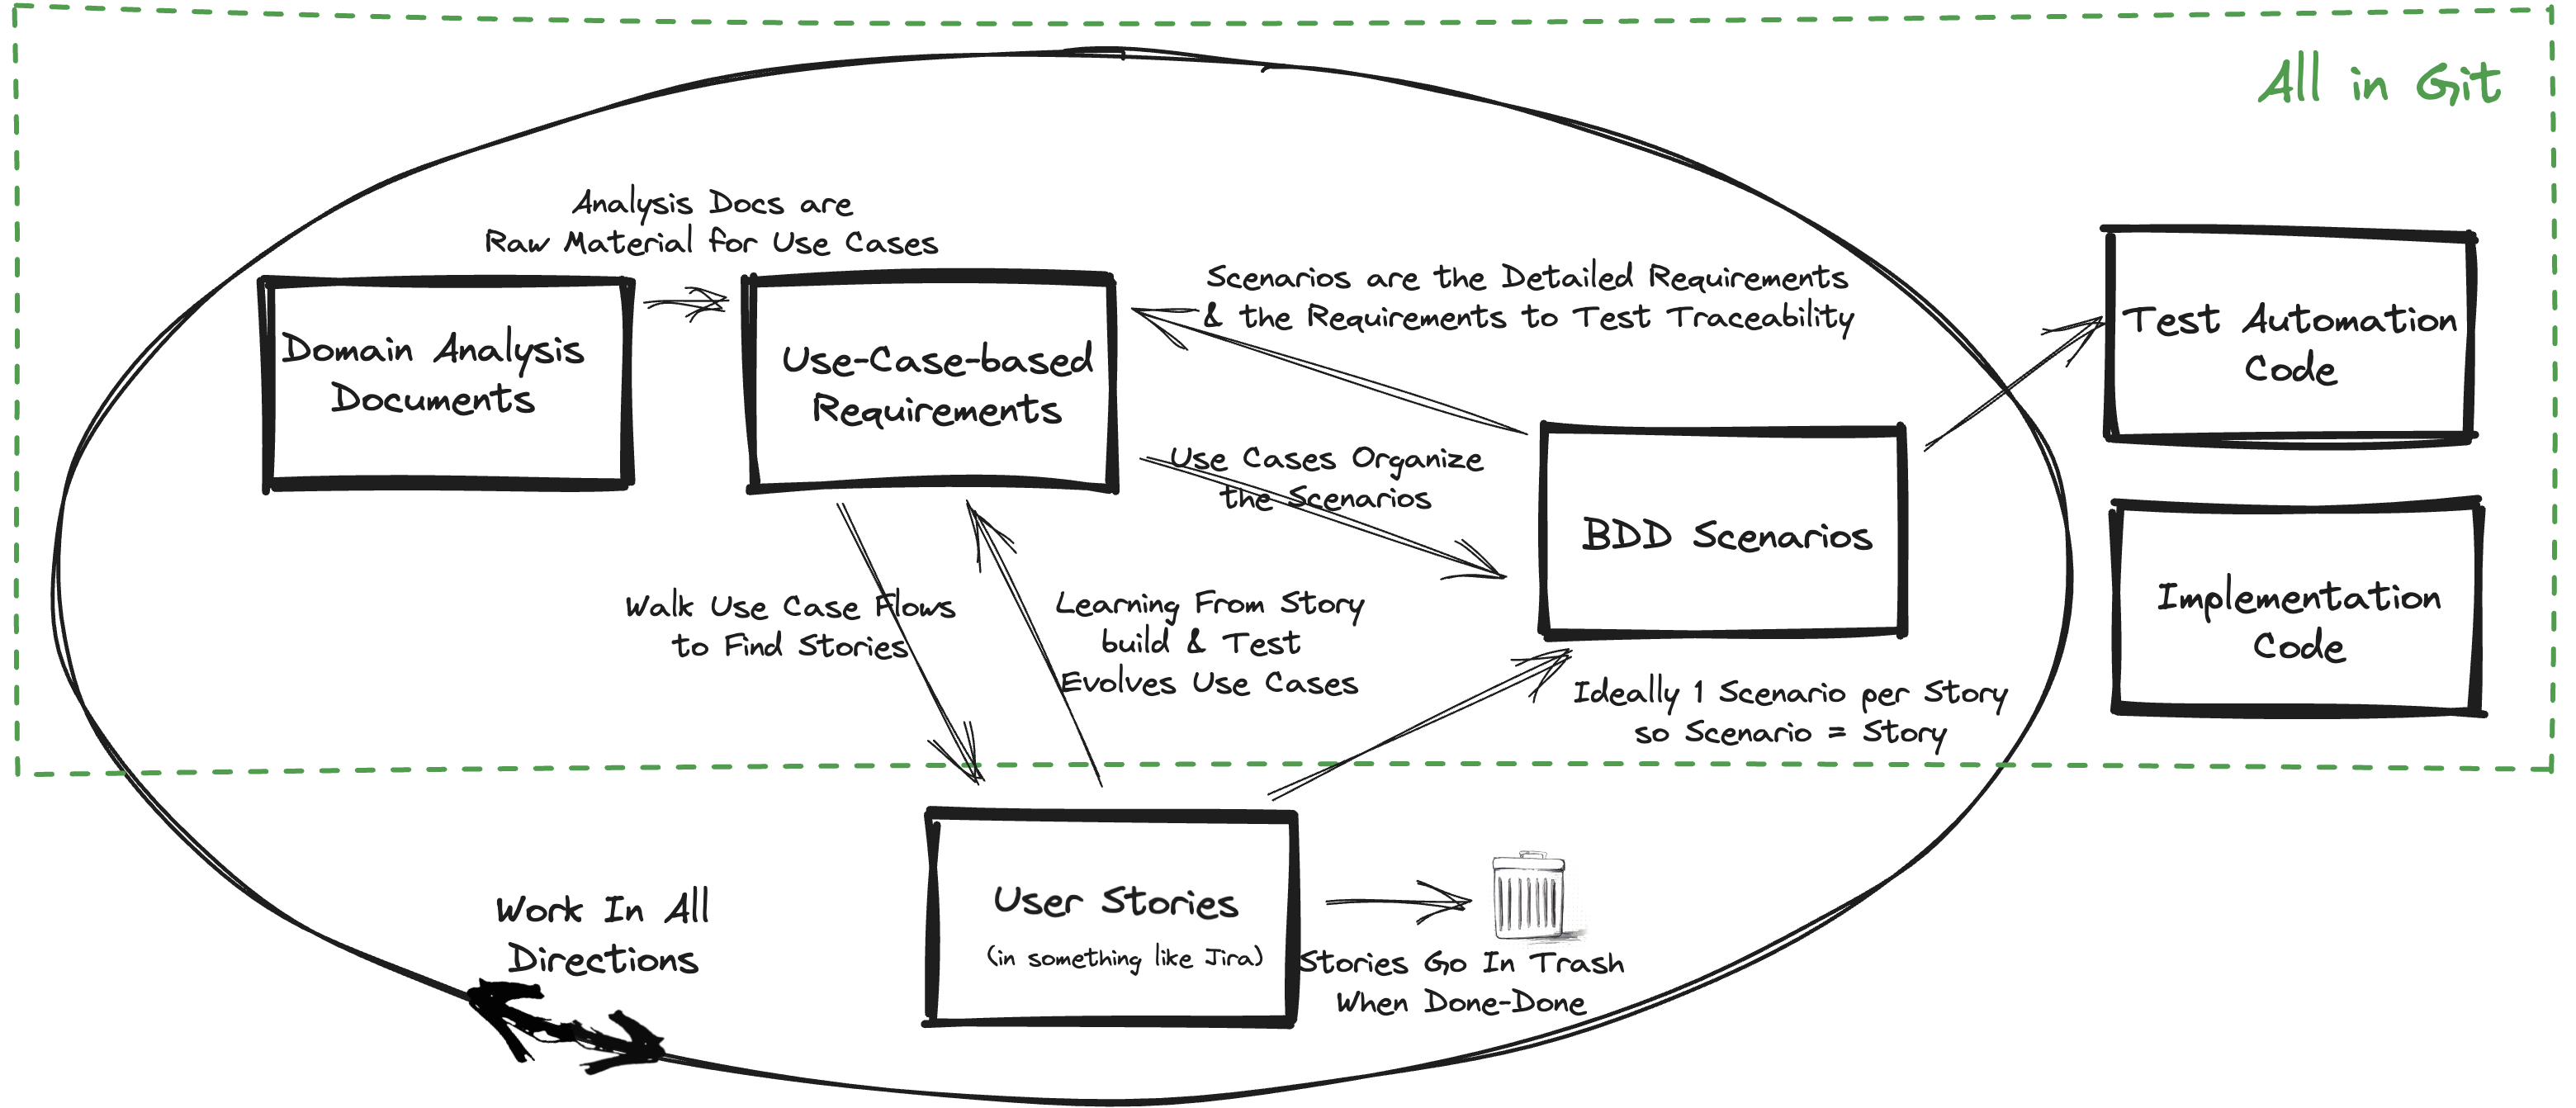 All in Git
Analysis Docs are
Raw Material for Use Cases
Domain Analysis
Documents
Use-Case-based
Requirements
Scenarios are the Detailed Requirements
& the Requirements to Test Traceability
Test Automation
Code
Use Cases Organize
the Scenarios
BDD Scenarios
Implementation
Code
Walk Use Case Flows
to Find Stories
Learning From Story
build & Test
Evolves Use Cases
Ideally 1 Scenario per Story
so Scenario = Story
User Stories
(in something like Jira)
Stories Go In Trash
When Done-Done
Work In All
Directions